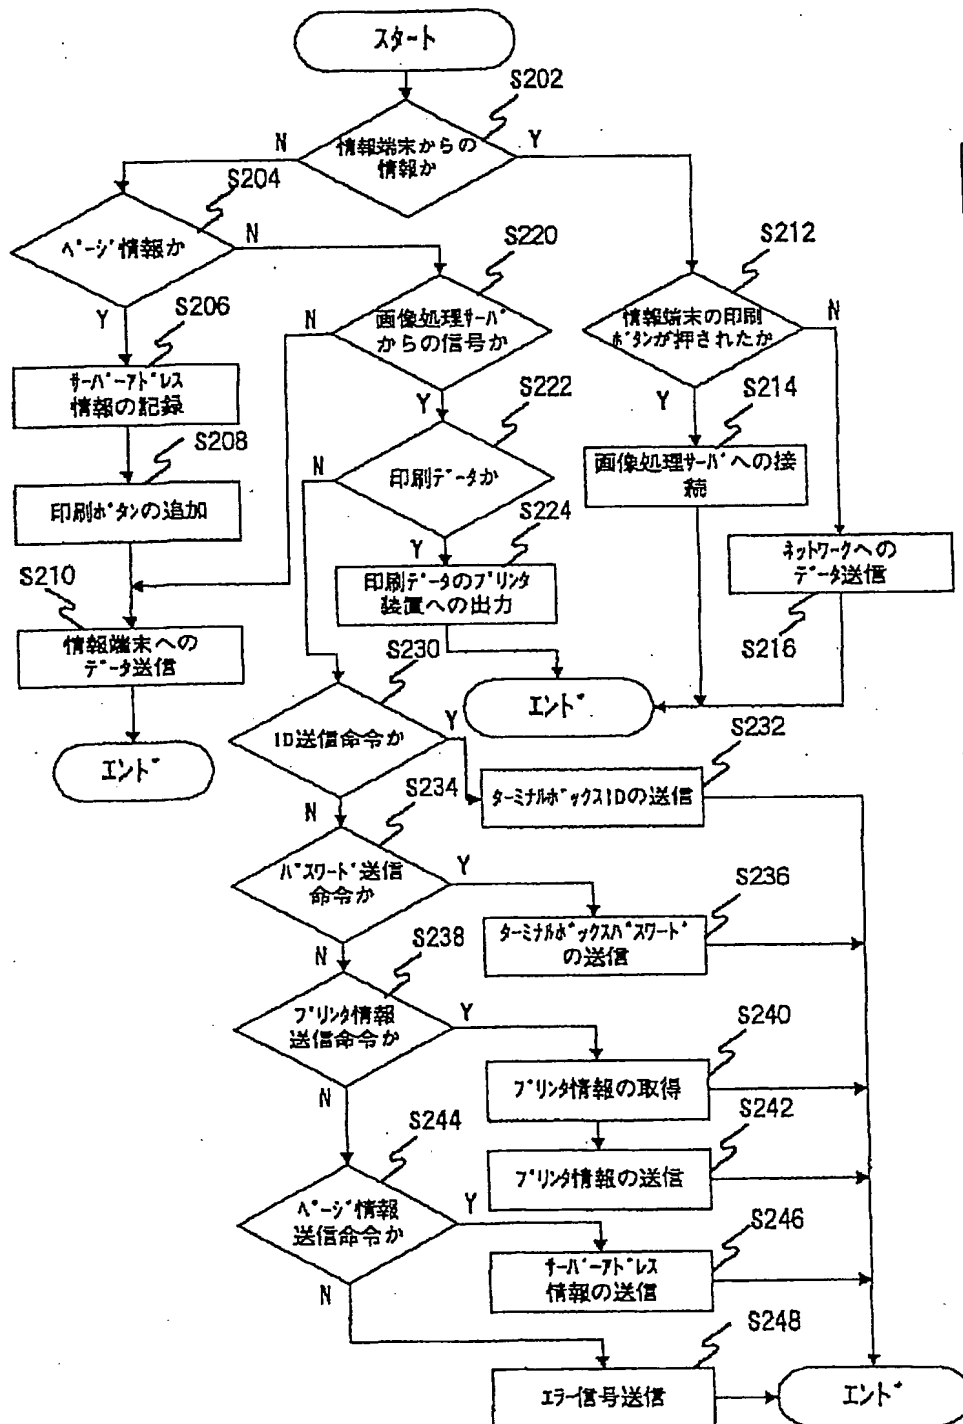 スタート
S202
情報端末からの
情報か
N
Y
S204
ページ情報か
N
Y
S220
画像処理サーバ
からの信号か
N
Y
S212
情報端末の印刷
ボタンが押されたか
N
Y
S206
サーバーアドレス
情報の記録
S222
印刷データか
N
Y
S214
画像処理サーバへの接
続
S208
印刷ボタンの追加
S224
印刷データのプリンタ
装置への出力
ネットワークへの
データ送信
S216
S210
情報端末への
データ送信
エンド
エンド
S230
ID送信命令か
Y
N
S232
ターミナルボックスIDの送信
S234
パスワード送信
命令か
Y
N
S236
ターミナルボックスパスワード
の送信
S238
プリンタ情報
送信命令か
Y
N
S240
プリンタ情報の取得
S242
プリンタ情報の送信
S244
ページ情報
送信命令か
Y
N
S246
サーバーアドレス
情報の送信
S248
エラー信号送信
エンド